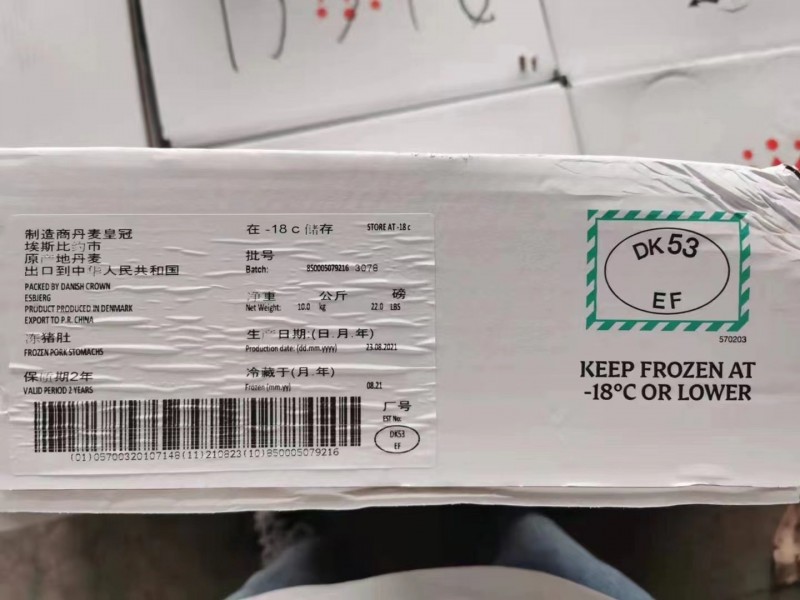 制造商丹麦皇冠
埃斯比约市
原产地丹麦
出口到中华人民共和国
PACKED BY DANISH CROWN
ESBJERG
PRODUCT PRODUCED IN DENMARK
EXPORT TO P.R. CHINA
冻猪肚
FROZEN PORK STOMACHS
保质期2年
VALID PERIOD 2 YEARS
在 -18 c 储存 STORE AT -18 c
批号
Batch: 850005079216 3078
净重 公斤 磅
Net Weight: 10.0 kg 22.0 LBS
生产日期:(日.月.年)
Production date: (dd.mm.yyyy) 23.08.2021
冷藏于(月.年)
Frozen (mm.yy) 08.21
厂号
EST No:
DK53
EF
(01)05700320107148(11)210823(10)850005079216
DK 53
EF
570203
KEEP FROZEN AT
-18°C OR LOWER